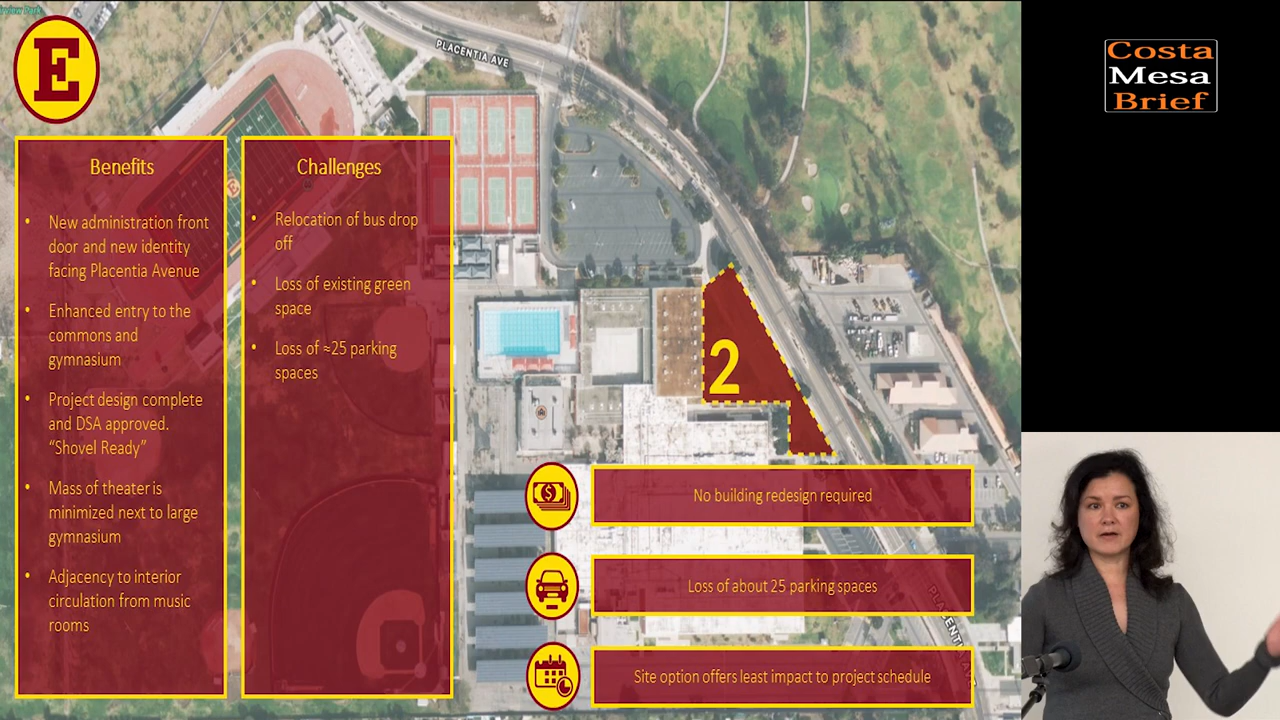 E
PLACENTIA AVE
Costa
Mesa
Brief
Benefits
• New administration front
door and new identity
facing Placentia Avenue
• Enhanced entry to the
commons and
gymnasium
• Project design complete
and DSA approved.
“Shovel Ready”
• Mass of theater is
minimized next to large
gymnasium
• Adjacency to interior
circulation from music
rooms
Challenges
• Relocation of bus drop
off
• Loss of existing green
space
• Loss of ≈25 parking
spaces
2
No building redesign required
Loss of about 25 parking spaces
Site option offers least impact to project schedule